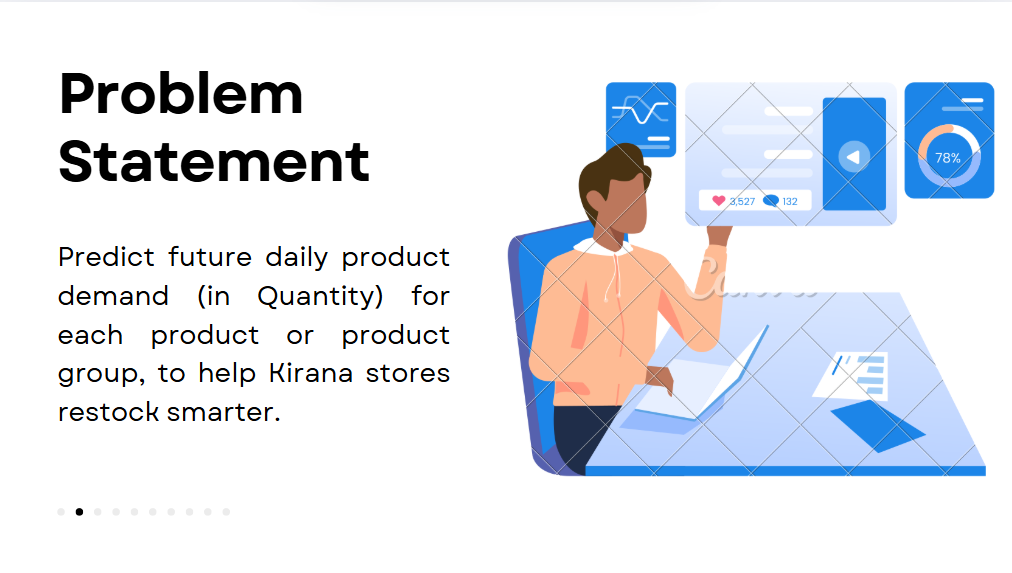 Problem
Statement
Predict future daily product
demand (in Quantity) for
each product or product
group, to help Kirana stores
restock smarter.
78%
3,527 132
Canva